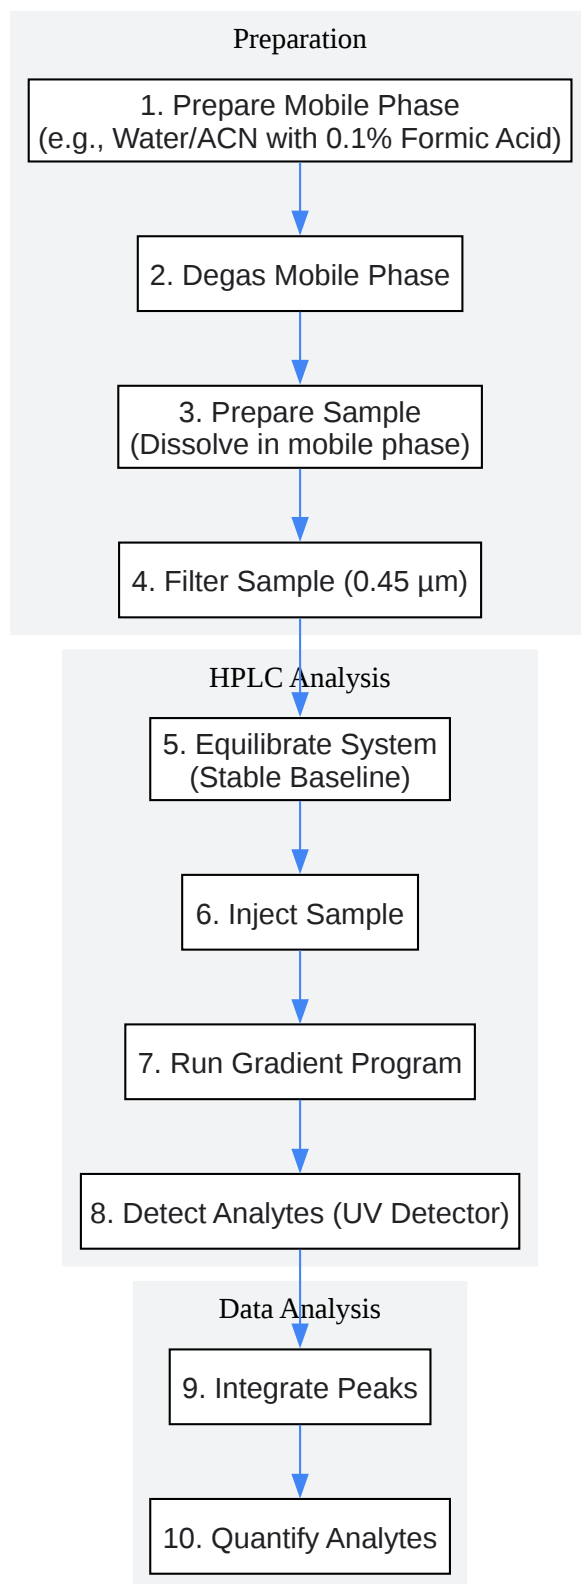 Preparation
1. Prepare Mobile Phase
(e.g., Water/ACN with 0.1% Formic Acid)
2. Degas Mobile Phase
3. Prepare Sample
(Dissolve in mobile phase)
4. Filter Sample (0.45 µm)
HPLC Analysis
5. Equilibrate System
(Stable Baseline)
6. Inject Sample
7. Run Gradient Program
8. Detect Analytes (UV Detector)
Data Analysis
9. Integrate Peaks
10. Quantify Analytes